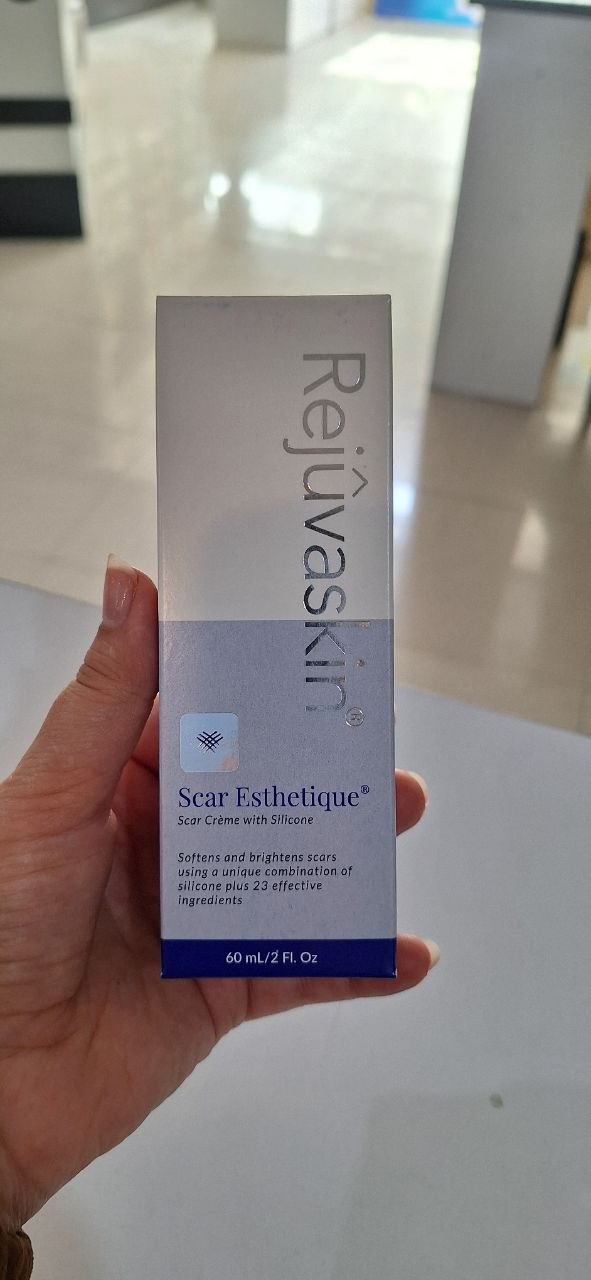 Rejûvaskin®
Scar Esthetique®
Scar Crème with Silicone
Softens and brightens scars
using a unique combination of
silicone plus 23 effective
ingredients
60 mL/2 Fl. Oz